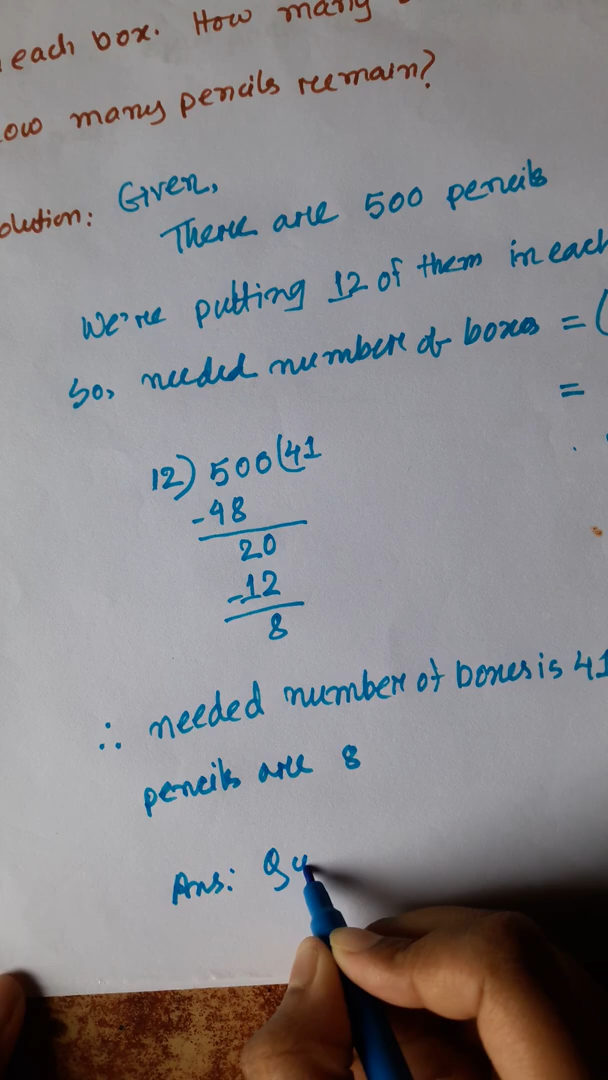 each box. How many
ow many pencils remain?
olution: Given,
There are 500 pencils
We're putting 12 of them in each
So, needed number of boxes = (
=
12) 500 (41
-48
20
-12
8
∴ needed number of boxes is 41
pencils are 8
Ans: